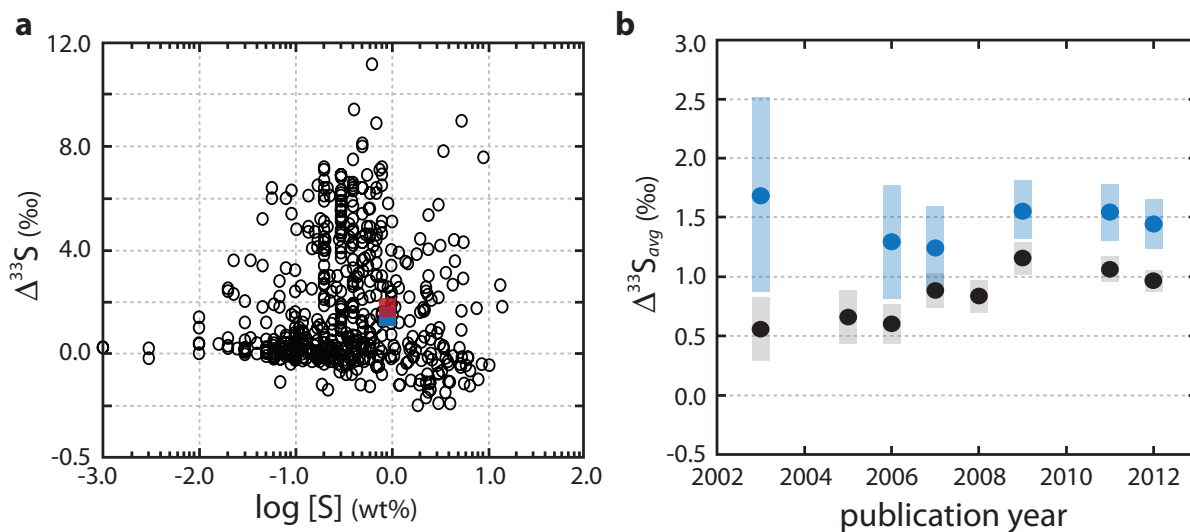 a
12.0
8.0
4.0
0.0
-0.5
Δ33S (‰)
-3.0 -2.0 -1.0 0.0 1.0 2.0
log [S] (wt%)
b
3.0
2.5
2.0
1.5
1.0
0.5
0.0
-0.5
Δ33Savg (‰)
2002 2004 2006 2008 2010 2012
publication year